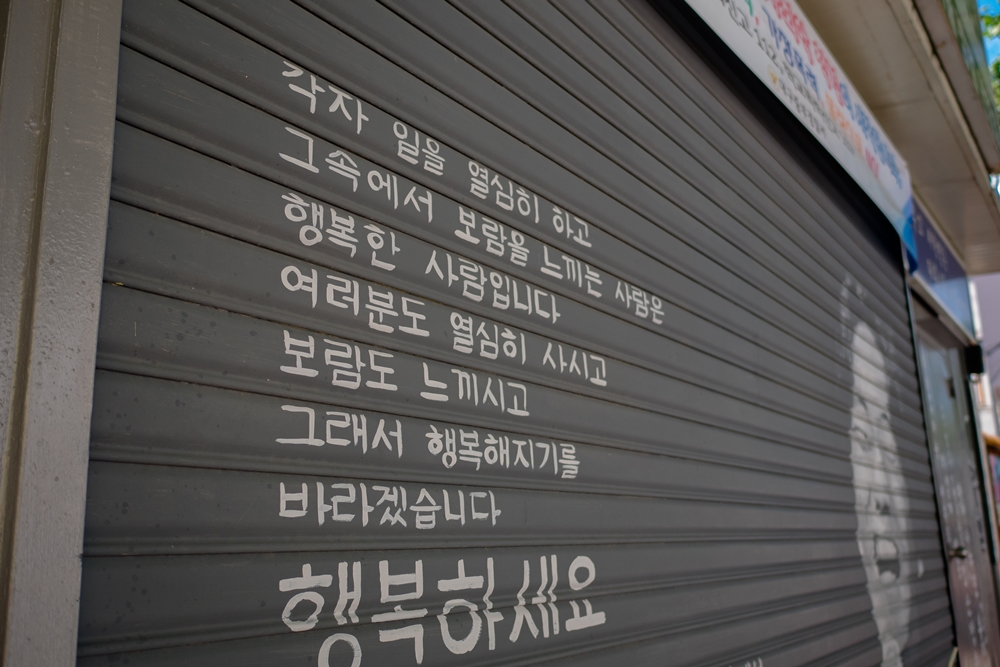 각자 일을 열심히 하고
그속에서 보람을 느끼는 사람은
행복한 사람입니다
여러분도 열심히 사시고
보람도 느끼시고
그래서 행복해지기를
바라겠습니다
행복하세요